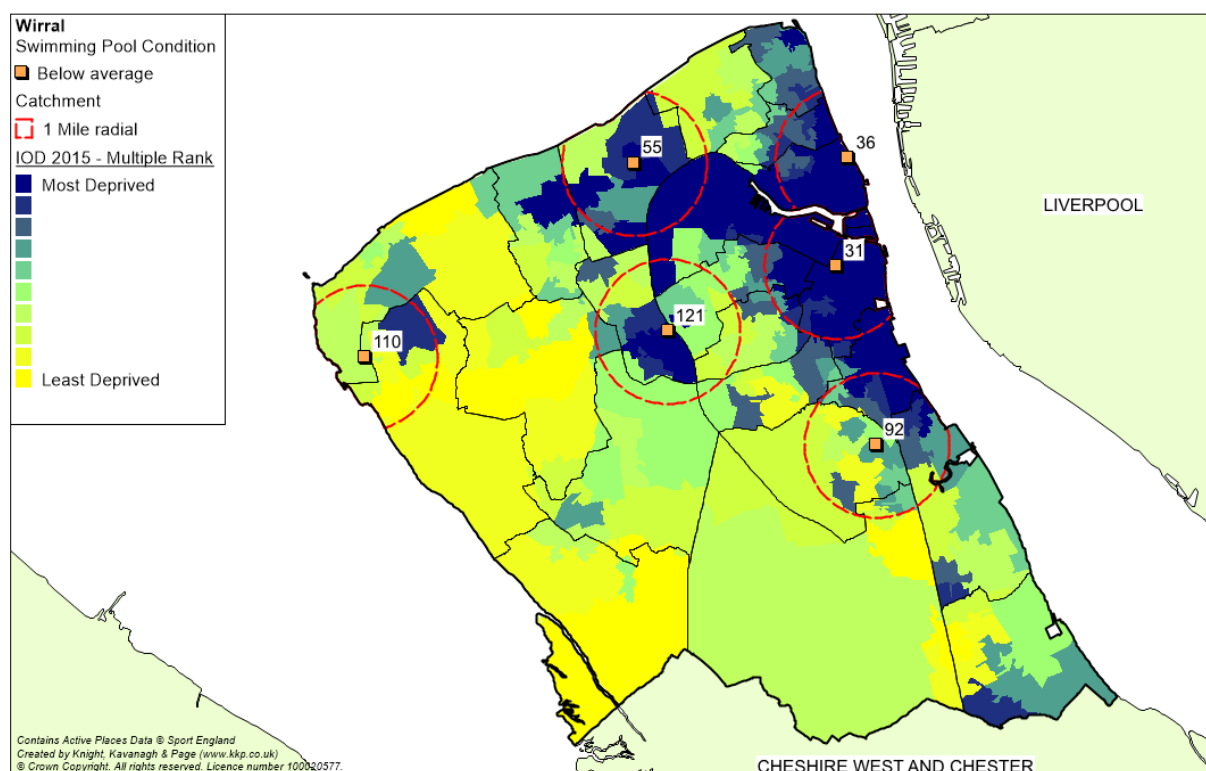 Wirral
Swimming Pool Condition
Below average
Catchment
1 Mile radial
IOD 2015 - Multiple Rank
Most Deprived
Least Deprived
55
36
LIVERPOOL
31
121
110
92
Contains Active Places Data © Sport England
Created by Knight, Kavanagh & Page (www.kkp.co.uk)
© Crown Copyright. All rights reserved. Licence number 100020577.
CHESHIRE WEST AND CHESTER